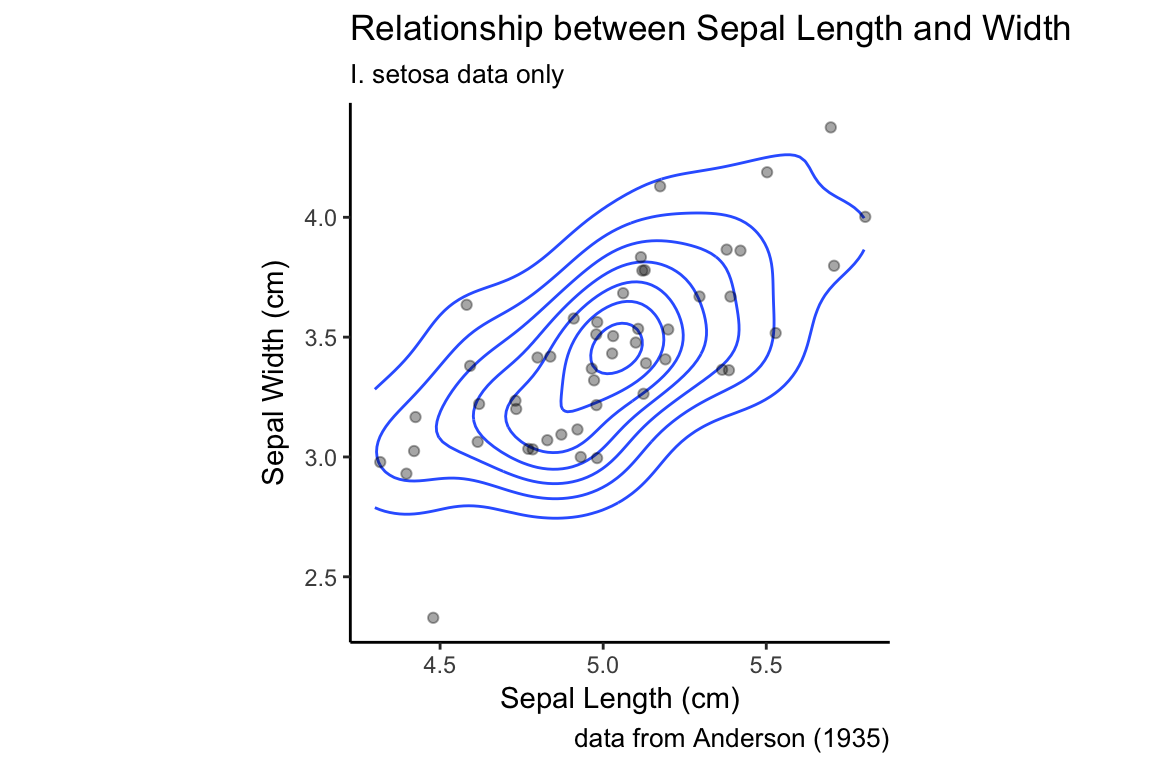 Relationship between Sepal Length and Width
I. setosa data only
Sepal Width (cm)
4.0
3.5
3.0
2.5
4.5 5.0 5.5
Sepal Length (cm)
data from Anderson (1935)